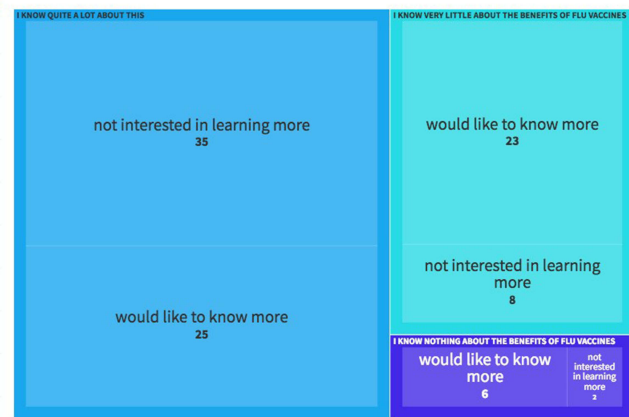 I KNOW QUITE A LOT ABOUT THIS
not interested in learning more
35
would like to know more
25
I KNOW VERY LITTLE ABOUT THE BENEFITS OF FLU VACCINES
would like to know more
23
not interested in learning
more
8
I KNOW NOTHING ABOUT THE BENEFITS OF FLU VACCINES
would like to know
more
6
not
interested
in learning
more
2